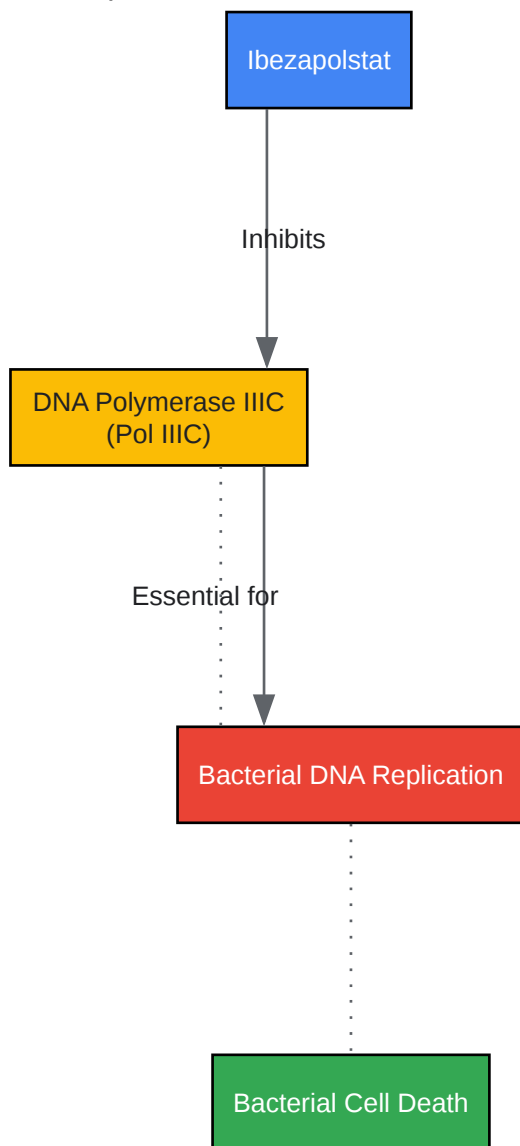 Ibezapolstat
Inhibits
DNA Polymerase IIIC
(Pol IIIC)
Essential for
Bacterial DNA Replication
Bacterial Cell Death